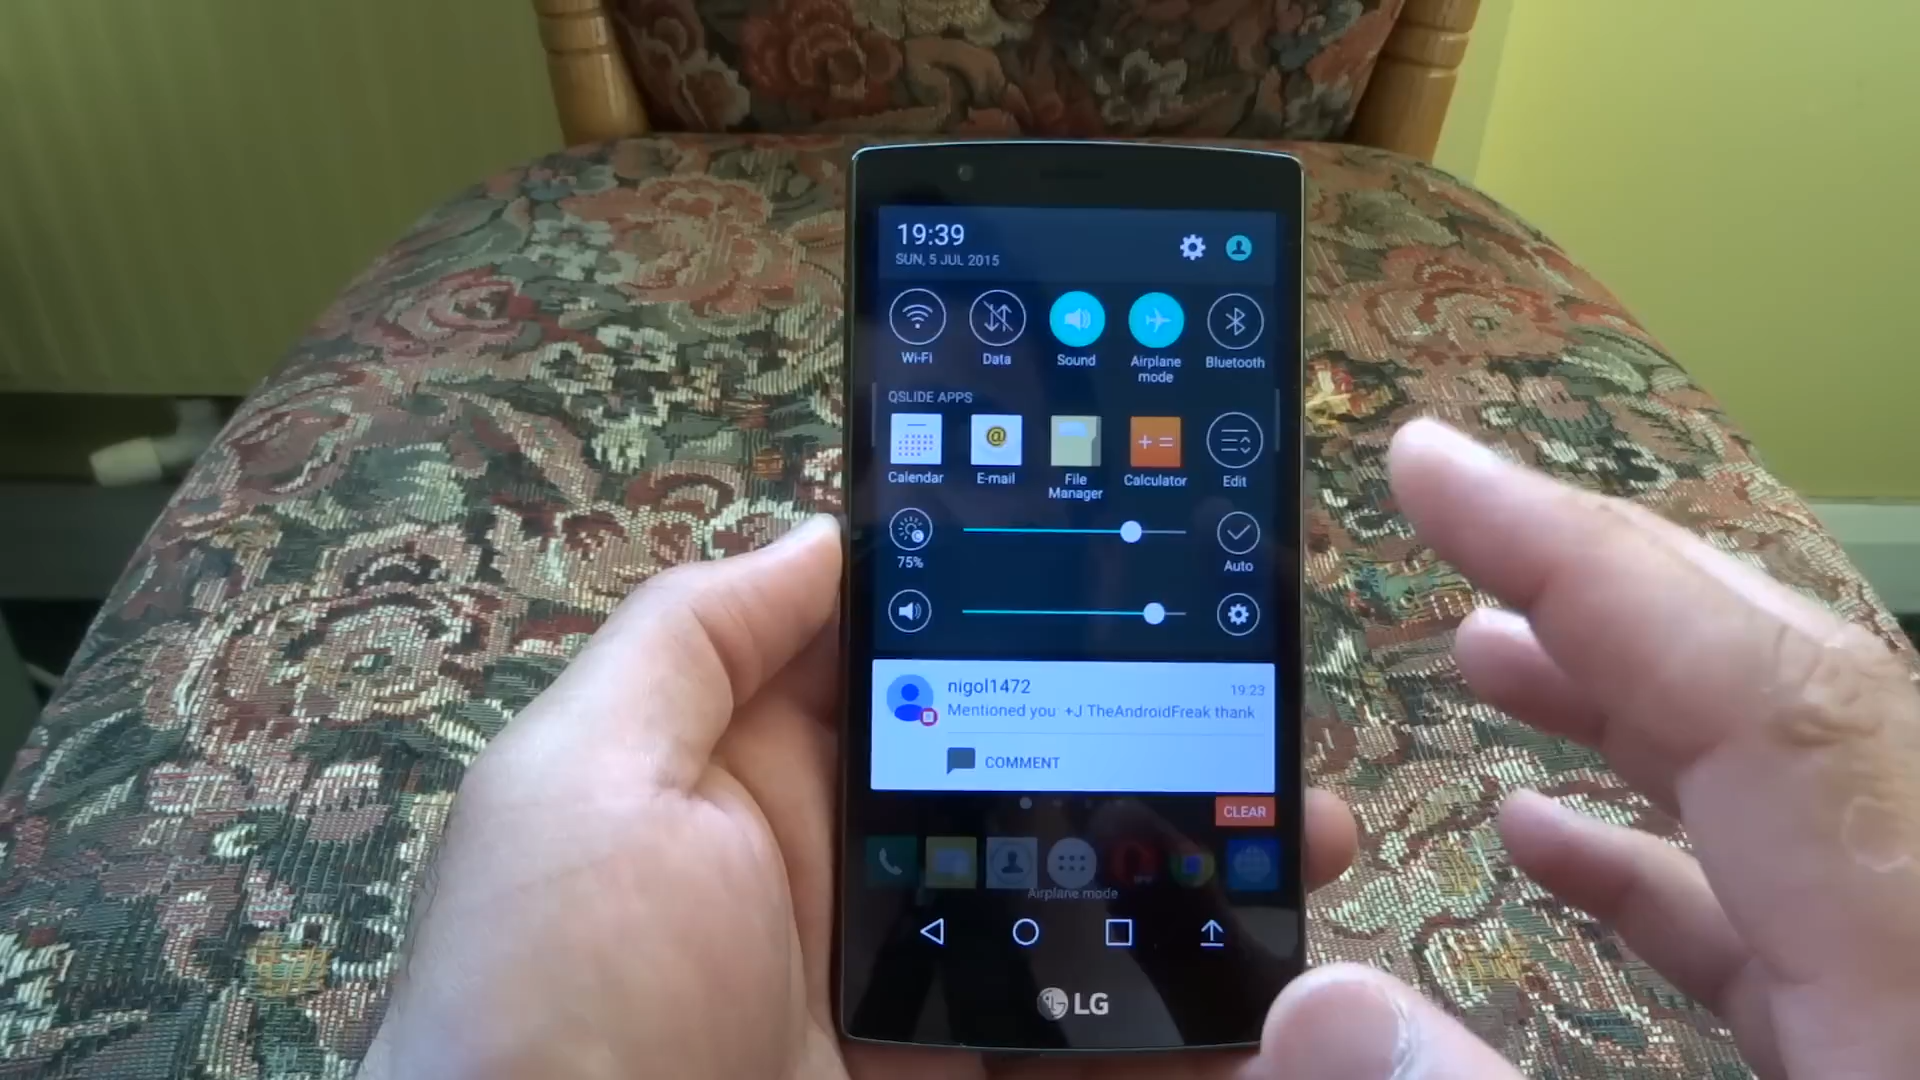 19:39
SUN, 5 JUL 2015
Wi-Fi
Data
Sound
Airplane
mode
Bluetooth
QSLIDE APPS
Calendar
E-mail
File
Manager
Calculator
Edit
75%
Auto
nigol1472
19:23
Mentioned you: +J TheAndroidFreak thank
COMMENT
CLEAR
Airplane mode
LG